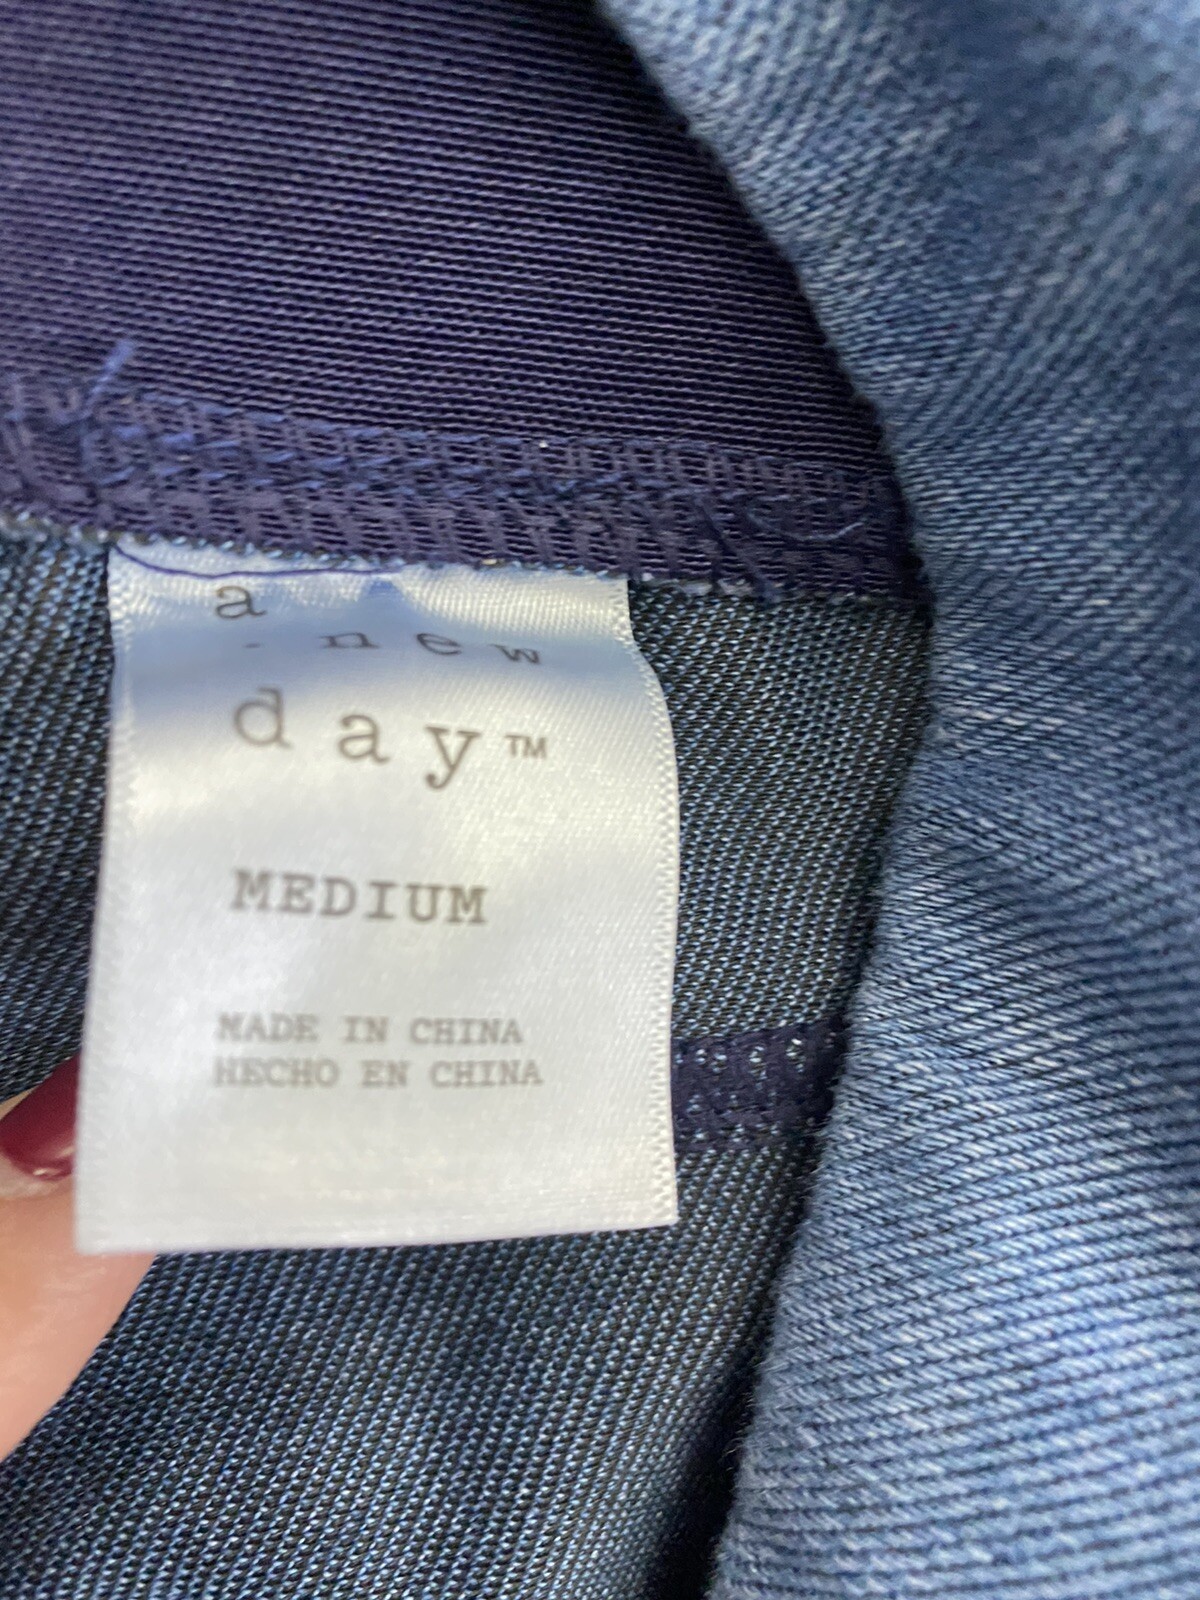 a
new
day™
MEDIUM
MADE IN CHINA
HECHO EN CHINA